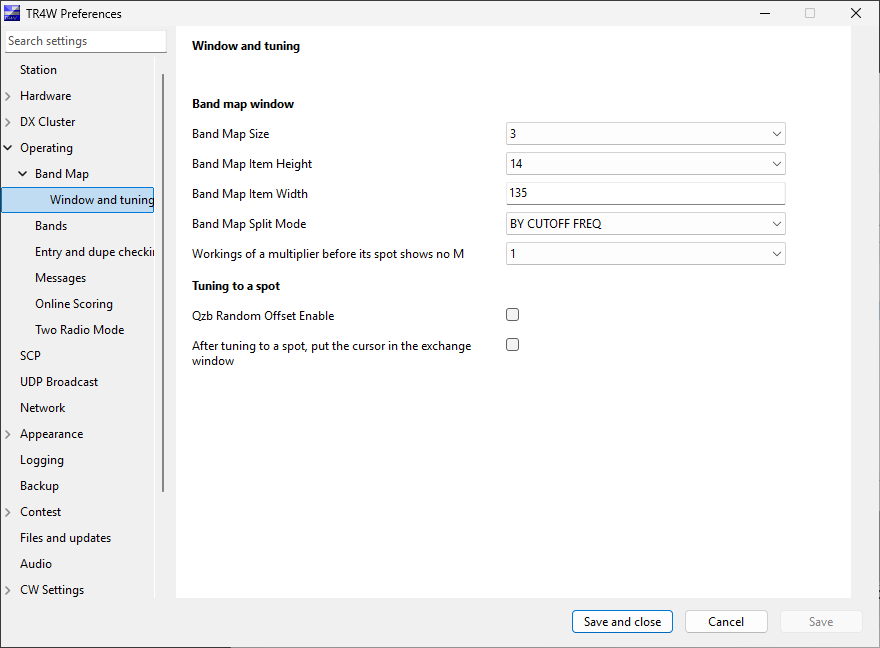 TR4W Preferences
Search settings
Station
Hardware
DX Cluster
Operating
Band Map
Window and tuning
Bands
Entry and dupe checkin
Messages
Online Scoring
Two Radio Mode
SCP
UDP Broadcast
Network
Appearance
Logging
Backup
Contest
Files and updates
Audio
CW Settings
Window and tuning
Band map window
Band Map Size 3
Band Map Item Height 14
Band Map Item Width 135
Band Map Split Mode BY CUTOFF FREQ
Workings of a multiplier before its spot shows no M 1
Tuning to a spot
Qzb Random Offset Enable
After tuning to a spot, put the cursor in the exchange
window
Save and close Cancel Save